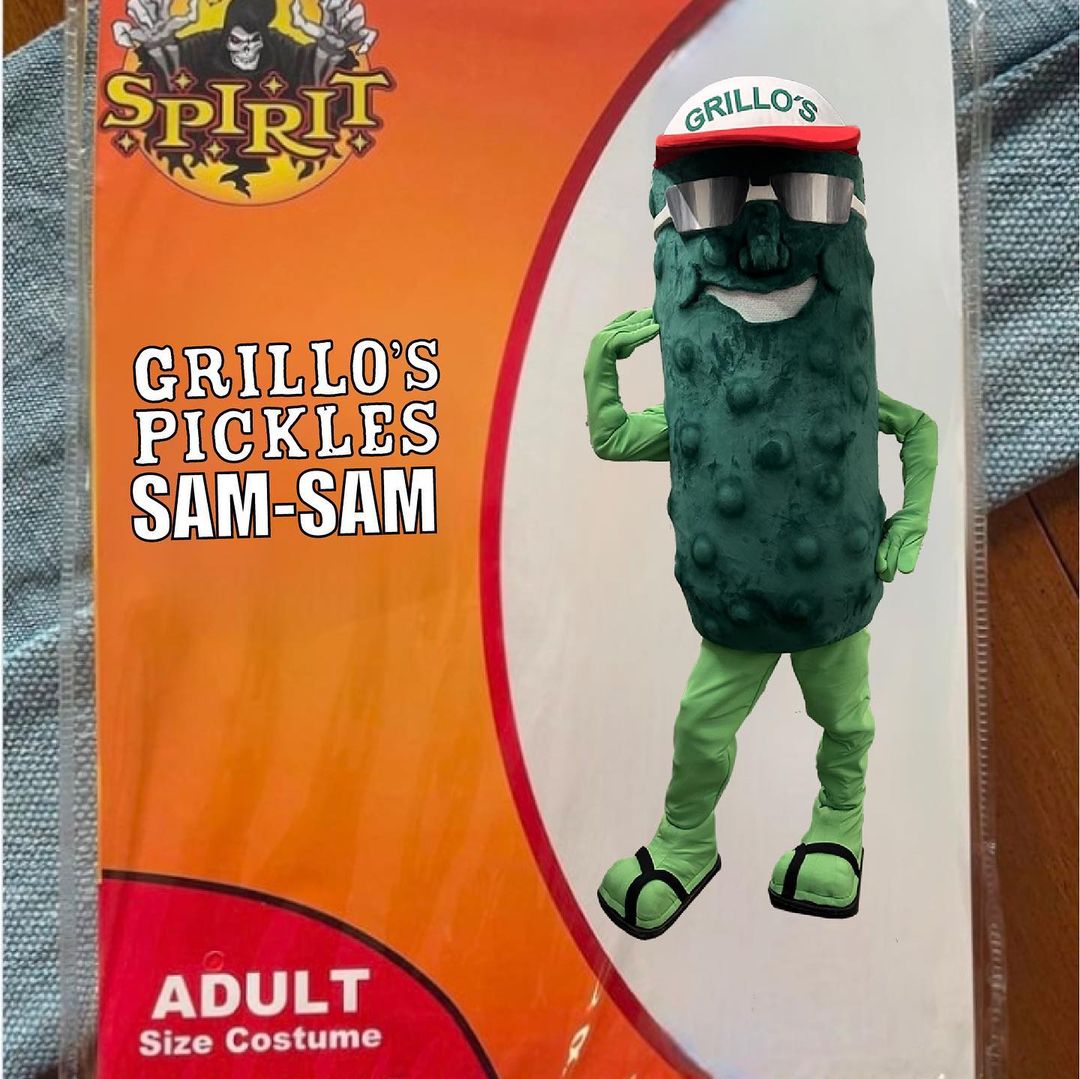 SPIRIT
GRILLO'S
GRILLO'S
PICKLES
SAM-SAM
ADULT
Size Costume